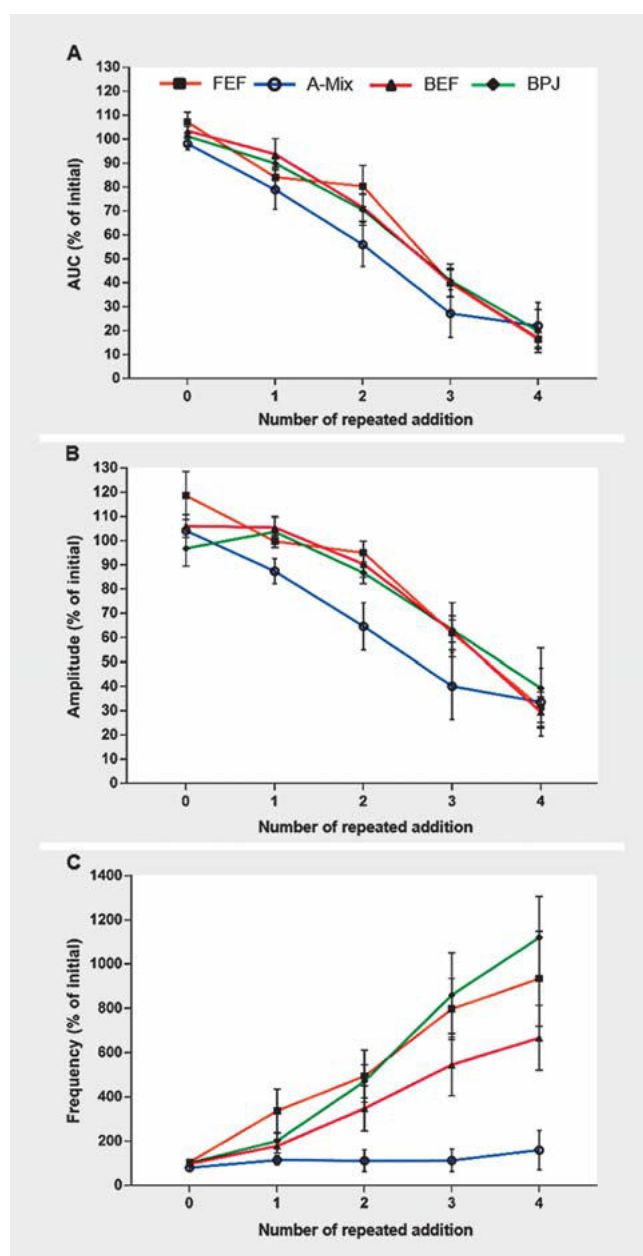 A
FEF A-Mix BEF BPJ
AUC (% of initial)
130
120
110
100
90
80
70
60
50
40
30
20
10
0
0 1 2 3 4
Number of repeated addition
B
Amplitude (% of initial)
130
120
110
100
90
80
70
60
50
40
30
20
10
0
0 1 2 3 4
Number of repeated addition
C
Frequency (% of initial)
1400
1200
1000
800
600
400
200
0
0 1 2 3 4
Number of repeated addition